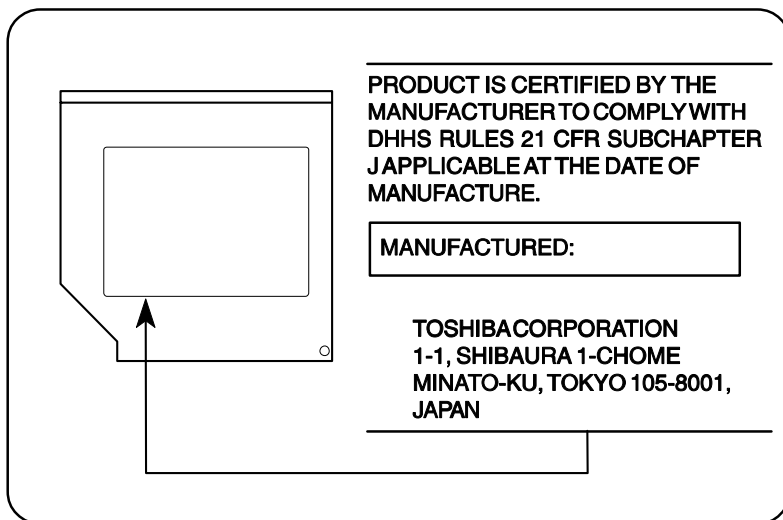 PRODUCT IS CERTIFIED BY THE
MANUFACTURER TO COMPLY WITH
DHHS RULES 21 CFR SUBCHAPTER
J APPLICABLE AT THE DATE OF
MANUFACTURE.
MANUFACTURED:
TOSHIBA CORPORATION
1-1, SHIBAURA 1-CHOME
MINATO-KU, TOKYO 105-8001,
JAPAN